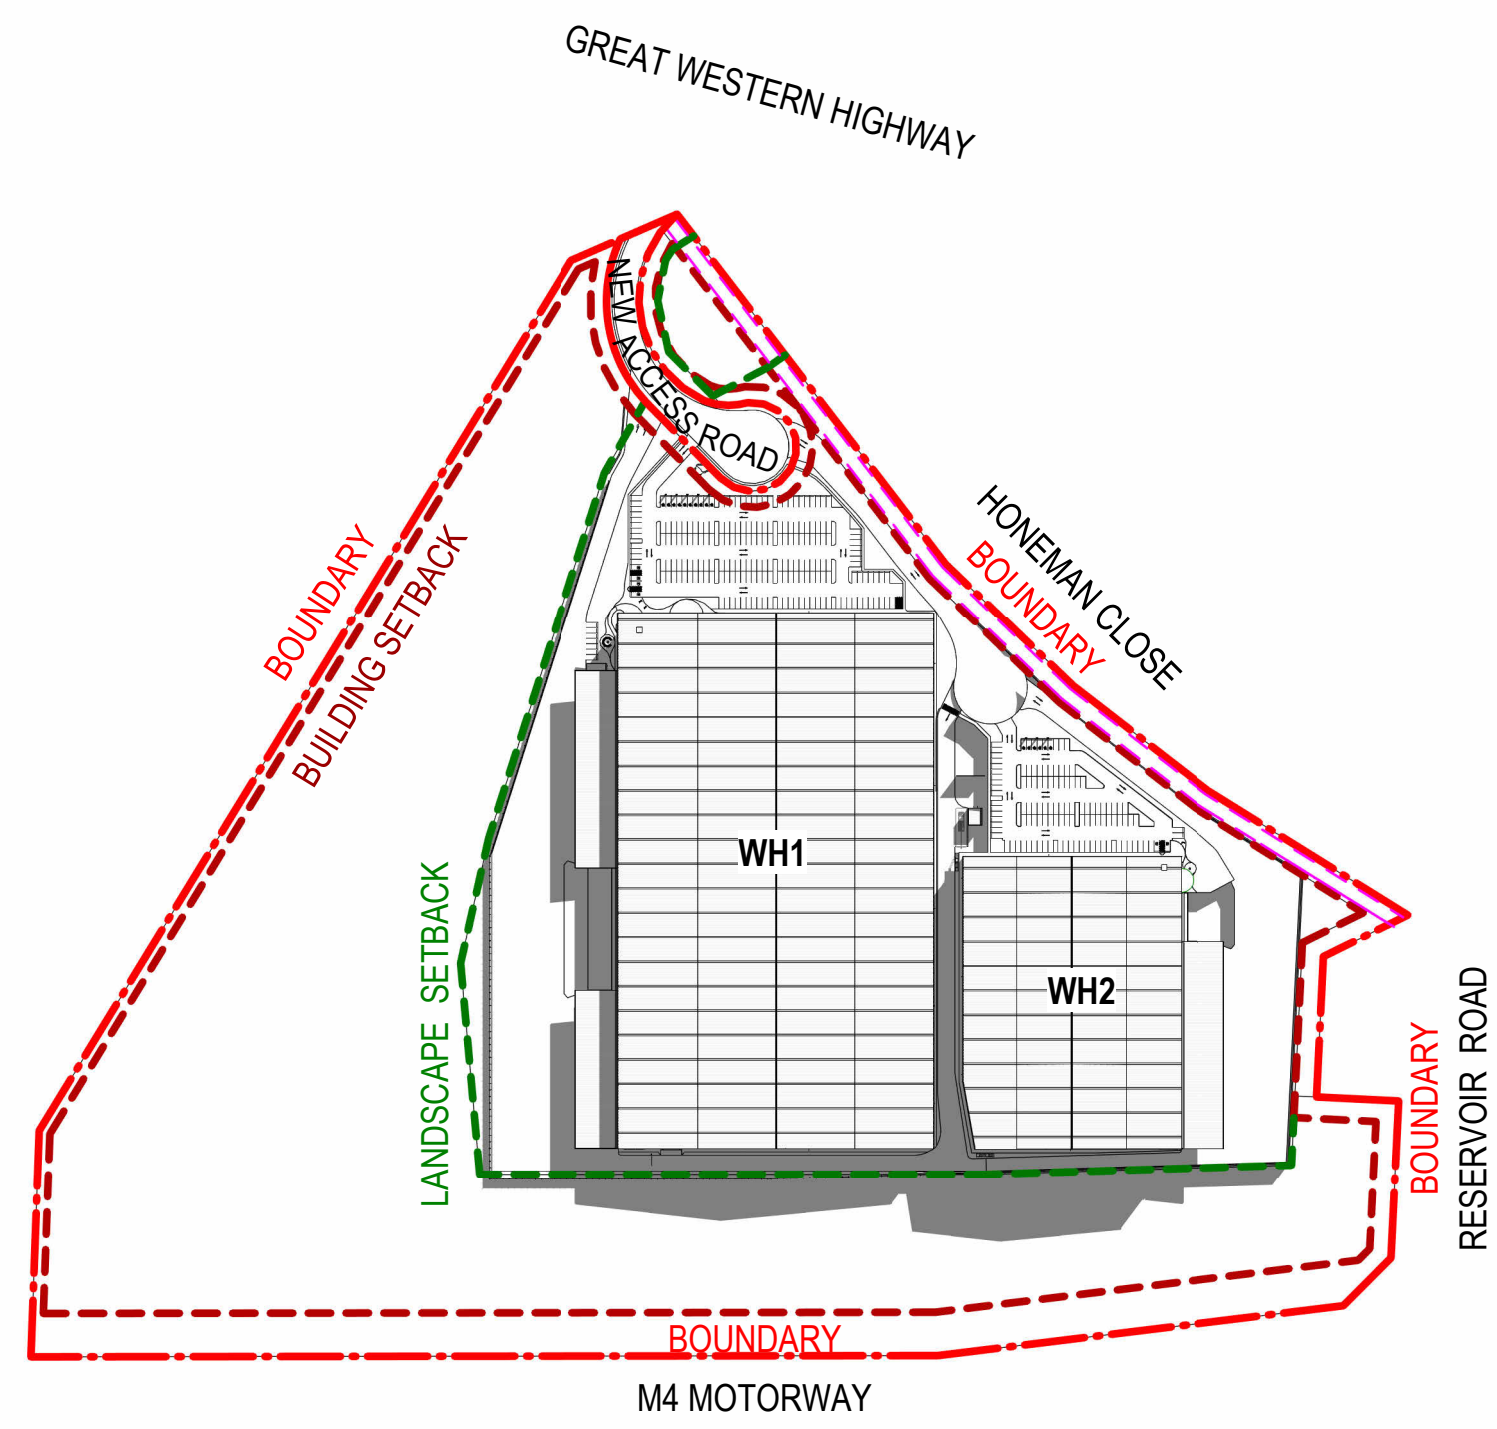 GREAT WESTERN HIGHWAY
NEW ACCESS ROAD
HONEMAN CLOSE
BOUNDARY
BOUNDARY
BUILDING SETBACK
WH1
LANDSCAPE SETBACK
WH2
RESERVOIR ROAD
BOUNDARY
BOUNDARY
M4 MOTORWAY